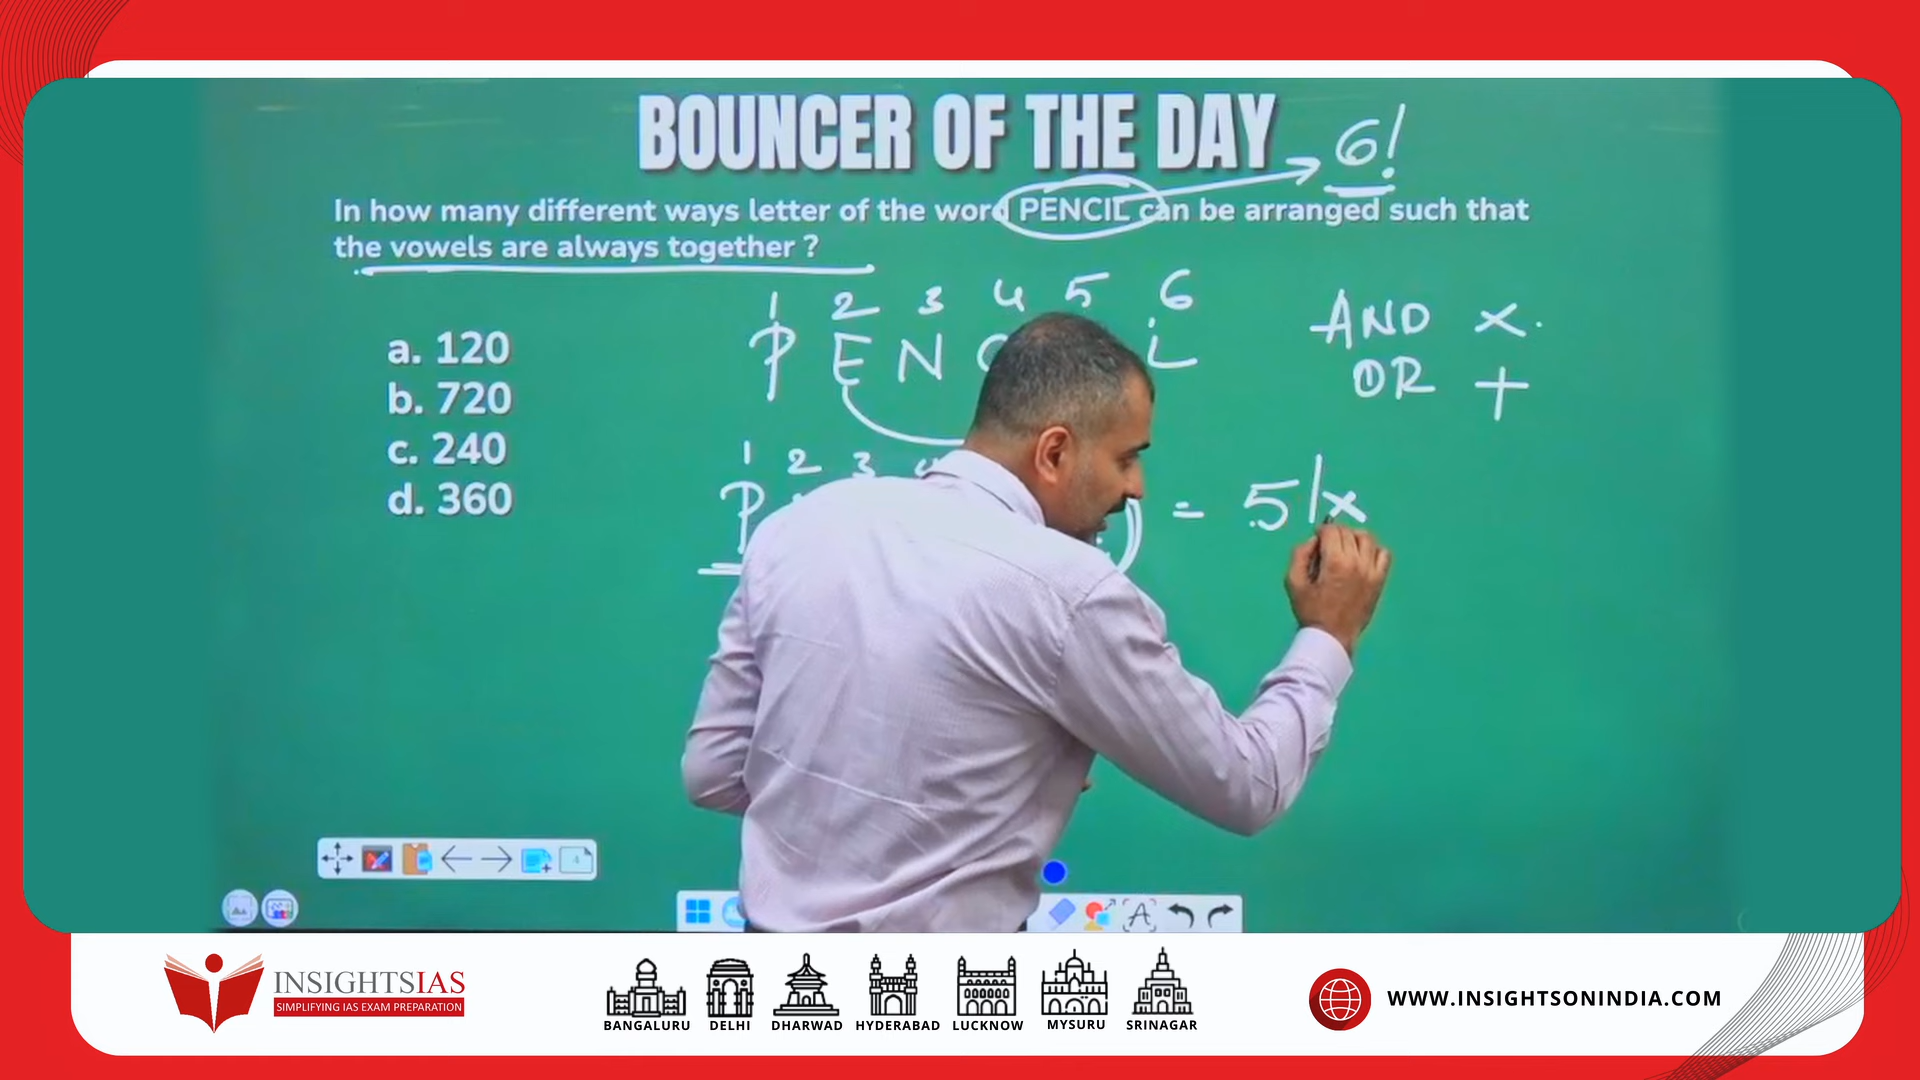 BOUNCER OF THE DAY
6!
In how many different ways letter of the word PENCIL can be arranged such that
the vowels are always together ?
1 2 3 4 5 6
P E N C L
AND ×
OR +
a. 120
b. 720
c. 240
d. 360
1 2 3 4
P
= 5! ×
INSIGHTSIAS
SIMPLIFYING IAS EXAM PREPARATION
BANGALURU DELHI DHARWAD HYDERABAD LUCKNOW MYSURU SRINAGAR
WWW.INSIGHTSONINDIA.COM